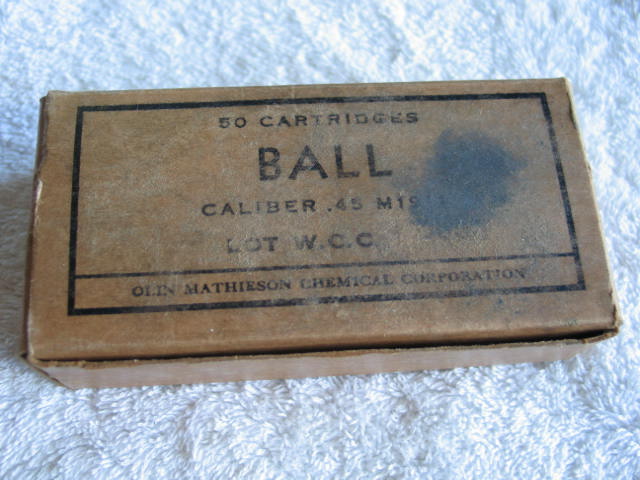 50 CARTRIDGES
BALL
CALIBER .45 M19
LOT W.C.C.
OLIN MATHIESON CHEMICAL CORPORATION